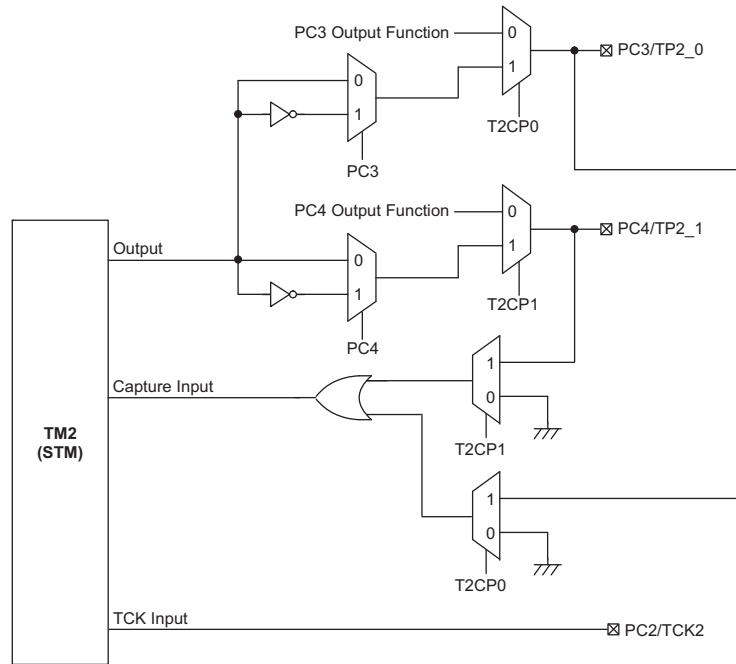 PC3 Output Function
0
1
PC3/TP2_0
T2CP0
0
1
PC3
PC4 Output Function
0
1
PC4/TP2_1
T2CP1
Output
0
1
PC4
Capture Input
1
0
T2CP1
TM2
(STM)
1
0
T2CP0
TCK Input
PC2/TCK2